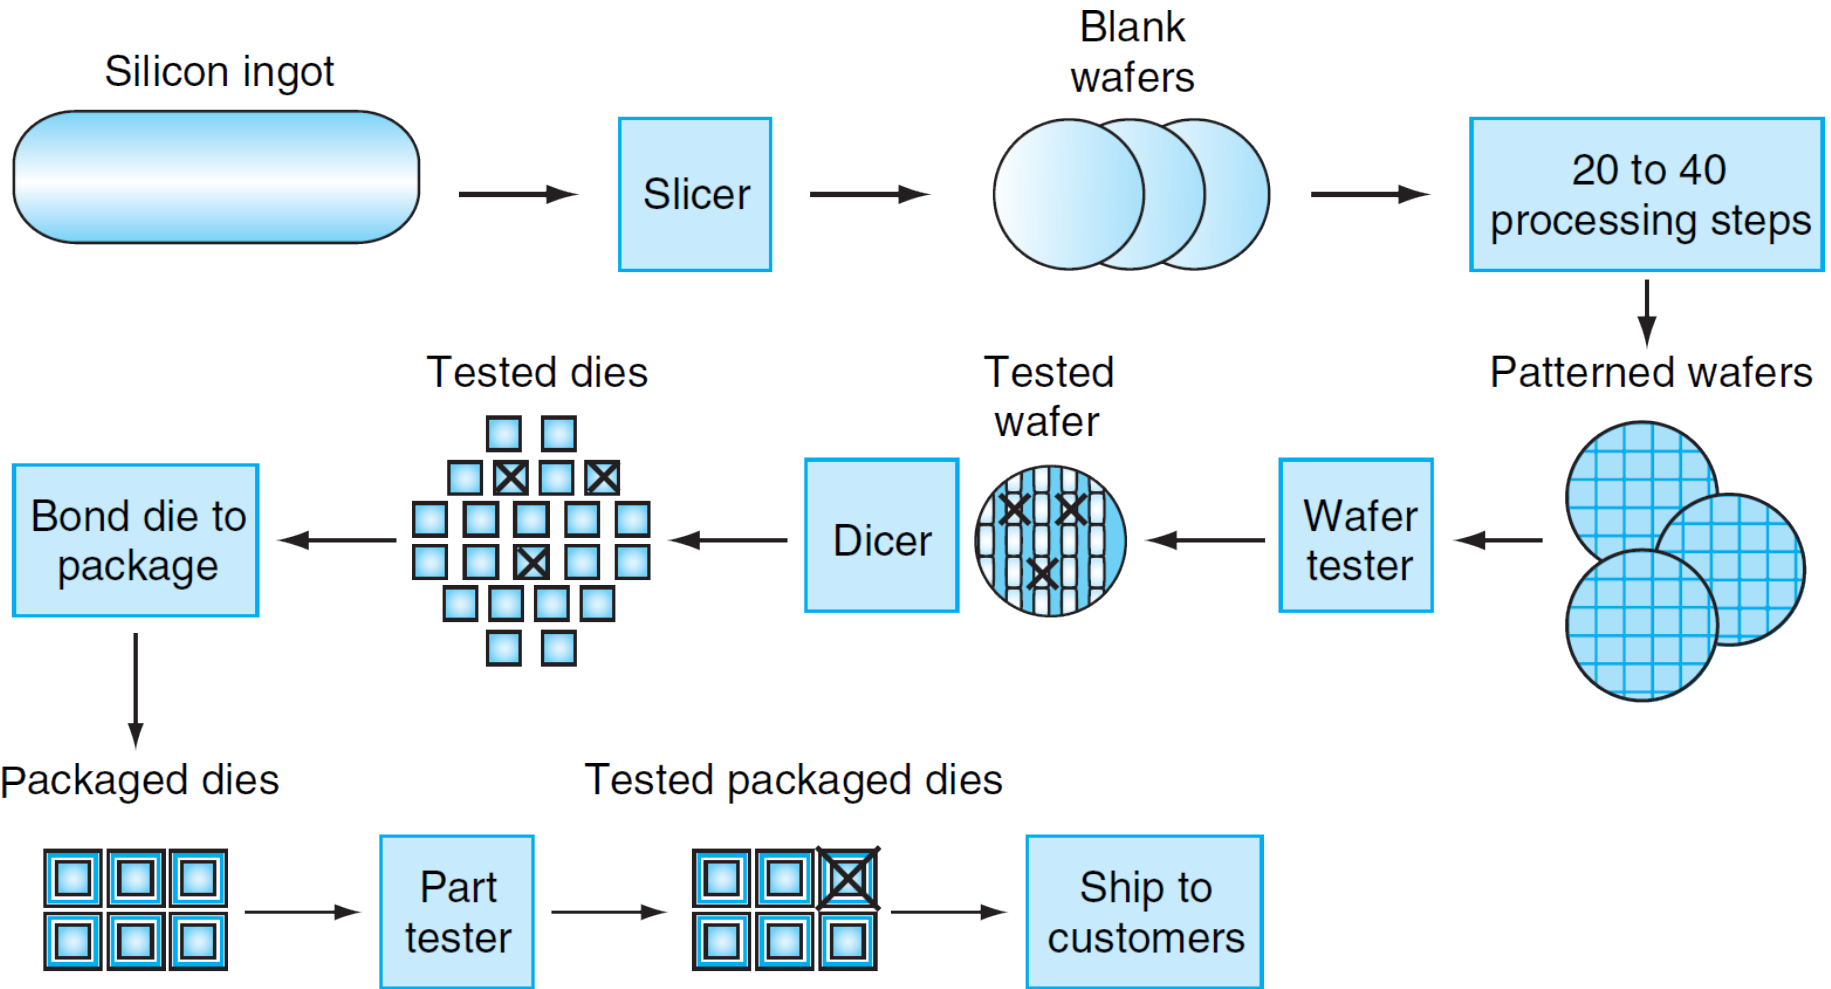 Silicon ingot
Slicer
Blank
wafers
20 to 40
processing steps
Patterned wafers
Wafer
tester
Tested
wafer
Dicer
Tested dies
Bond die to
package
Packaged dies
Part
tester
Tested packaged dies
Ship to
customers